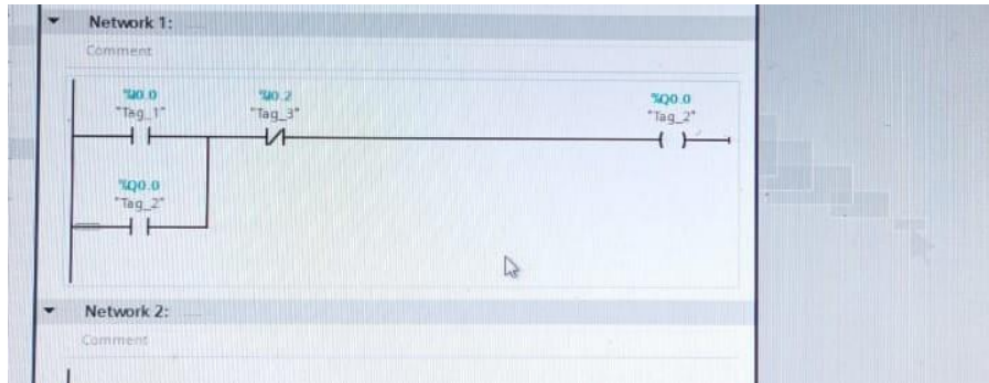 Network 1:
Comment
%I0.0
"Tag_1"
%I0.2
"Tag_3"
%Q0.0
"Tag_2"
%Q0.0
"Tag_2"
Network 2:
Comment